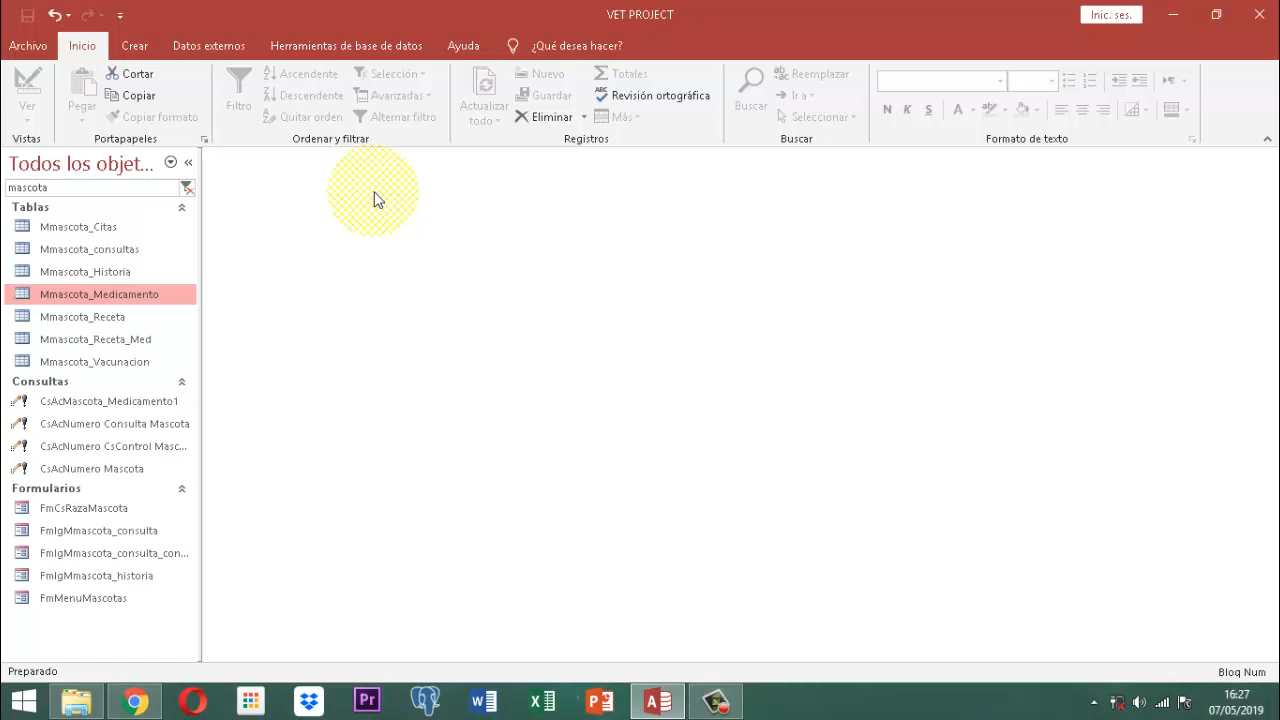 VET PROJECT
Inic. ses.
Archivo
Inicio
Crear
Datos externos
Herramientas de base de datos
Ayuda
¿Qué desea hacer?
Ver
Vistas
Pegar
Cortar
Copiar
Copiar formato
Portapapeles
Filtro
Ascendente
Descendente
Quitar orden
Selección
Avanzadas
Alternar filtro
Ordenar y filtrar
Actualizar
todo
Nuevo
Guardar
Eliminar
Totales
Revisión ortográfica
Más
Registros
Buscar
Reemplazar
Ir a
Seleccionar
Buscar
N K S A
Formato de texto
Todos los objet...
mascota
Tablas
Mmascota_Citas
Mmascota_consultas
Mmascota_Historia
Mmascota_Medicamento
Mmascota_Receta
Mmascota_Receta_Med
Mmascota_Vacunacion
Consultas
CsAcMascota_Medicamento1
CsAcNumero Consulta Mascota
CsAcNumero CsControl Masc...
CsAcNumero Mascota
Formularios
FmCsRazaMascota
FmIgMmascota_consulta
FmIgMmascota_consulta_con...
FmIgMmascota_historia
FmMenuMascotas
Preparado
Bloq Num
16:27
07/05/2019